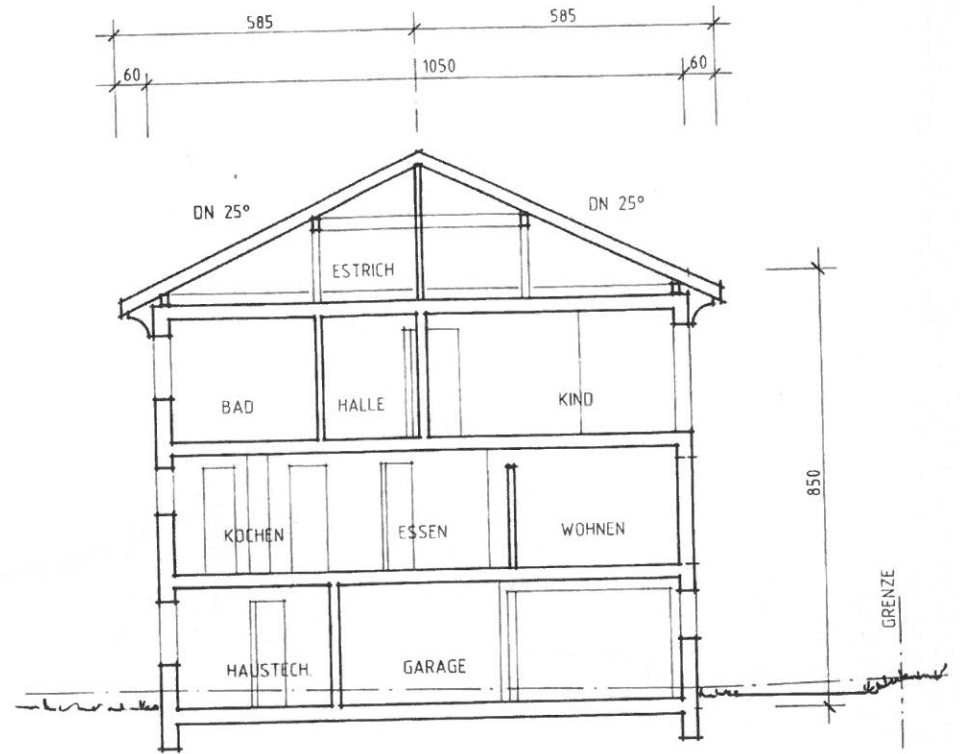 585 585
60 1050 60
DN 25° DN 25°
ESTRICH
BAD HALLE KIND
850
KOCHEN ESSEN WOHNEN
GRENZE
HAUSTECH. GARAGE